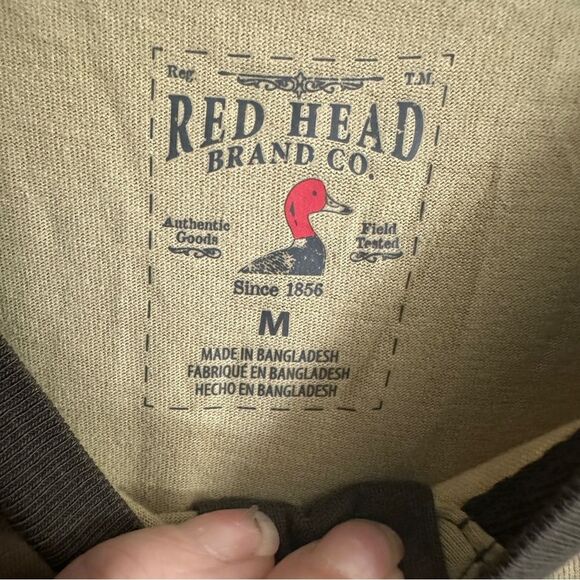 Reg. T.M.
RED HEAD
BRAND CO.
Authentic Field
Goods Tested
Since 1856
M
MADE IN BANGLADESH
FABRIQUÉ EN BANGLADESH
HECHO EN BANGLADESH